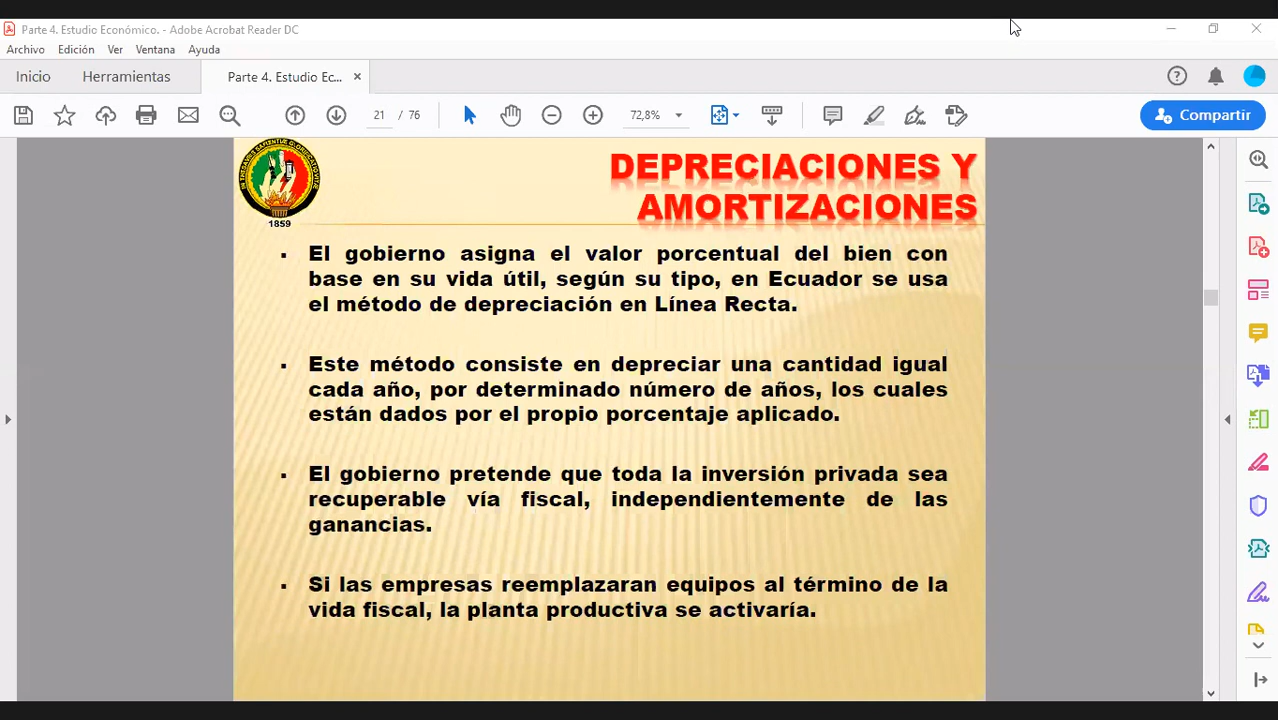 Parte 4. Estudio Económico. - Adobe Acrobat Reader DC
Archivo Edición Ver Ventana Ayuda
Inicio Herramientas Parte 4. Estudio Ec... ×
21 / 76 72,8% Compartir
IN THESAVRIS SAPIENTIAE GLORIFICATIO VITAE
1859
DEPRECIACIONES Y
AMORTIZACIONES
▪ El gobierno asigna el valor porcentual del bien con
base en su vida útil, según su tipo, en Ecuador se usa
el método de depreciación en Línea Recta.
▪ Este método consiste en depreciar una cantidad igual
cada año, por determinado número de años, los cuales
están dados por el propio porcentaje aplicado.
▪ El gobierno pretende que toda la inversión privada sea
recuperable vía fiscal, independientemente de las
ganancias.
▪ Si las empresas reemplazaran equipos al término de la
vida fiscal, la planta productiva se activaría.